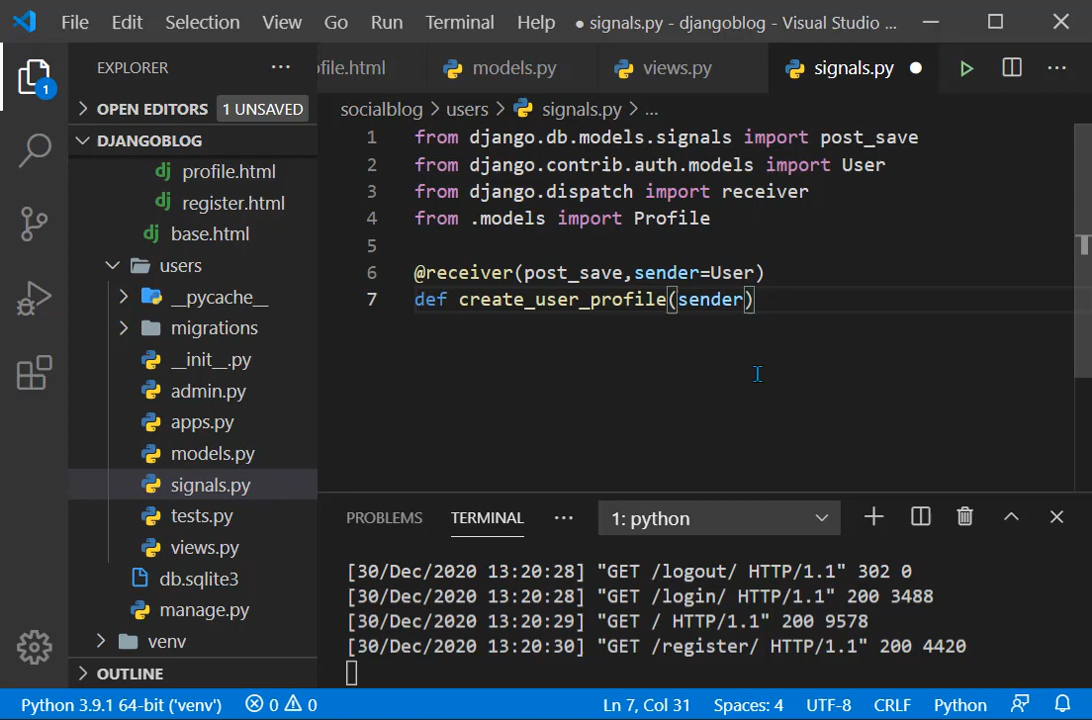 File Edit Selection View Go Run Terminal Help ● signals.py - djangoblog - Visual Studio ...
EXPLORER ...
1
OPEN EDITORS 1 UNSAVED
DJANGOBLOG
profile.html
register.html
base.html
users
__pycache__
migrations
__init__.py
admin.py
apps.py
models.py
signals.py
tests.py
views.py
db.sqlite3
manage.py
venv
OUTLINE
ofile.html models.py views.py signals.py ● ...
socialblog > users > signals.py > ...
1 from django.db.models.signals import post_save
2 from django.contrib.auth.models import User
3 from django.dispatch import receiver
4 from .models import Profile
5
6 @receiver(post_save,sender=User)
7 def create_user_profile(sender)
PROBLEMS TERMINAL ... 1: python
[30/Dec/2020 13:20:28] "GET /logout/ HTTP/1.1" 302 0
[30/Dec/2020 13:20:28] "GET /login/ HTTP/1.1" 200 3488
[30/Dec/2020 13:20:29] "GET / HTTP/1.1" 200 9578
[30/Dec/2020 13:20:30] "GET /register/ HTTP/1.1" 200 4420
Python 3.9.1 64-bit ('venv') 0 0 Ln 7, Col 31 Spaces: 4 UTF-8 CRLF Python